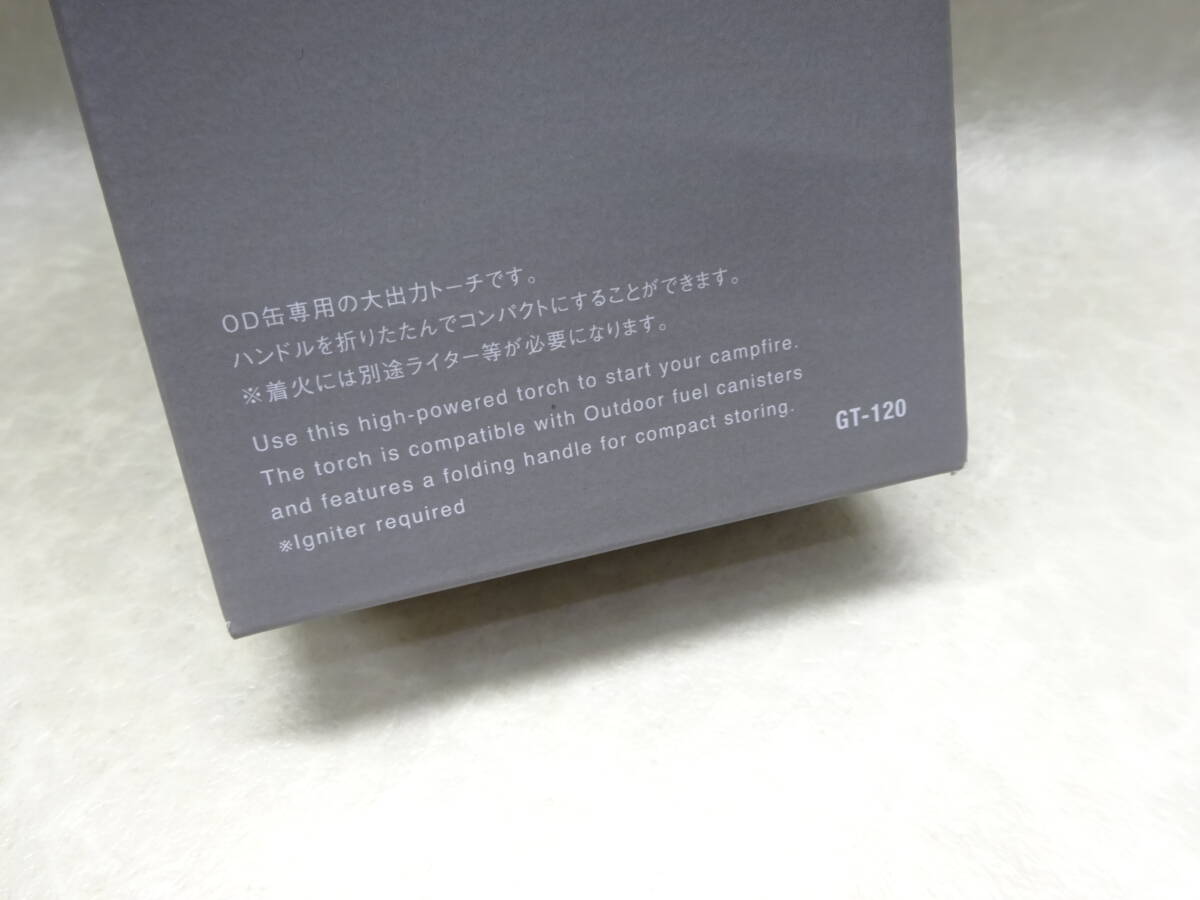 OD缶専用の大出力トーチです。
ハンドルを折りたたんでコンパクトにすることができます。
※着火には別途ライター等が必要になります。
Use this high-powered torch to start your campfire.
The torch is compatible with Outdoor fuel canisters
and features a folding handle for compact storing.
※Igniter required
GT-120